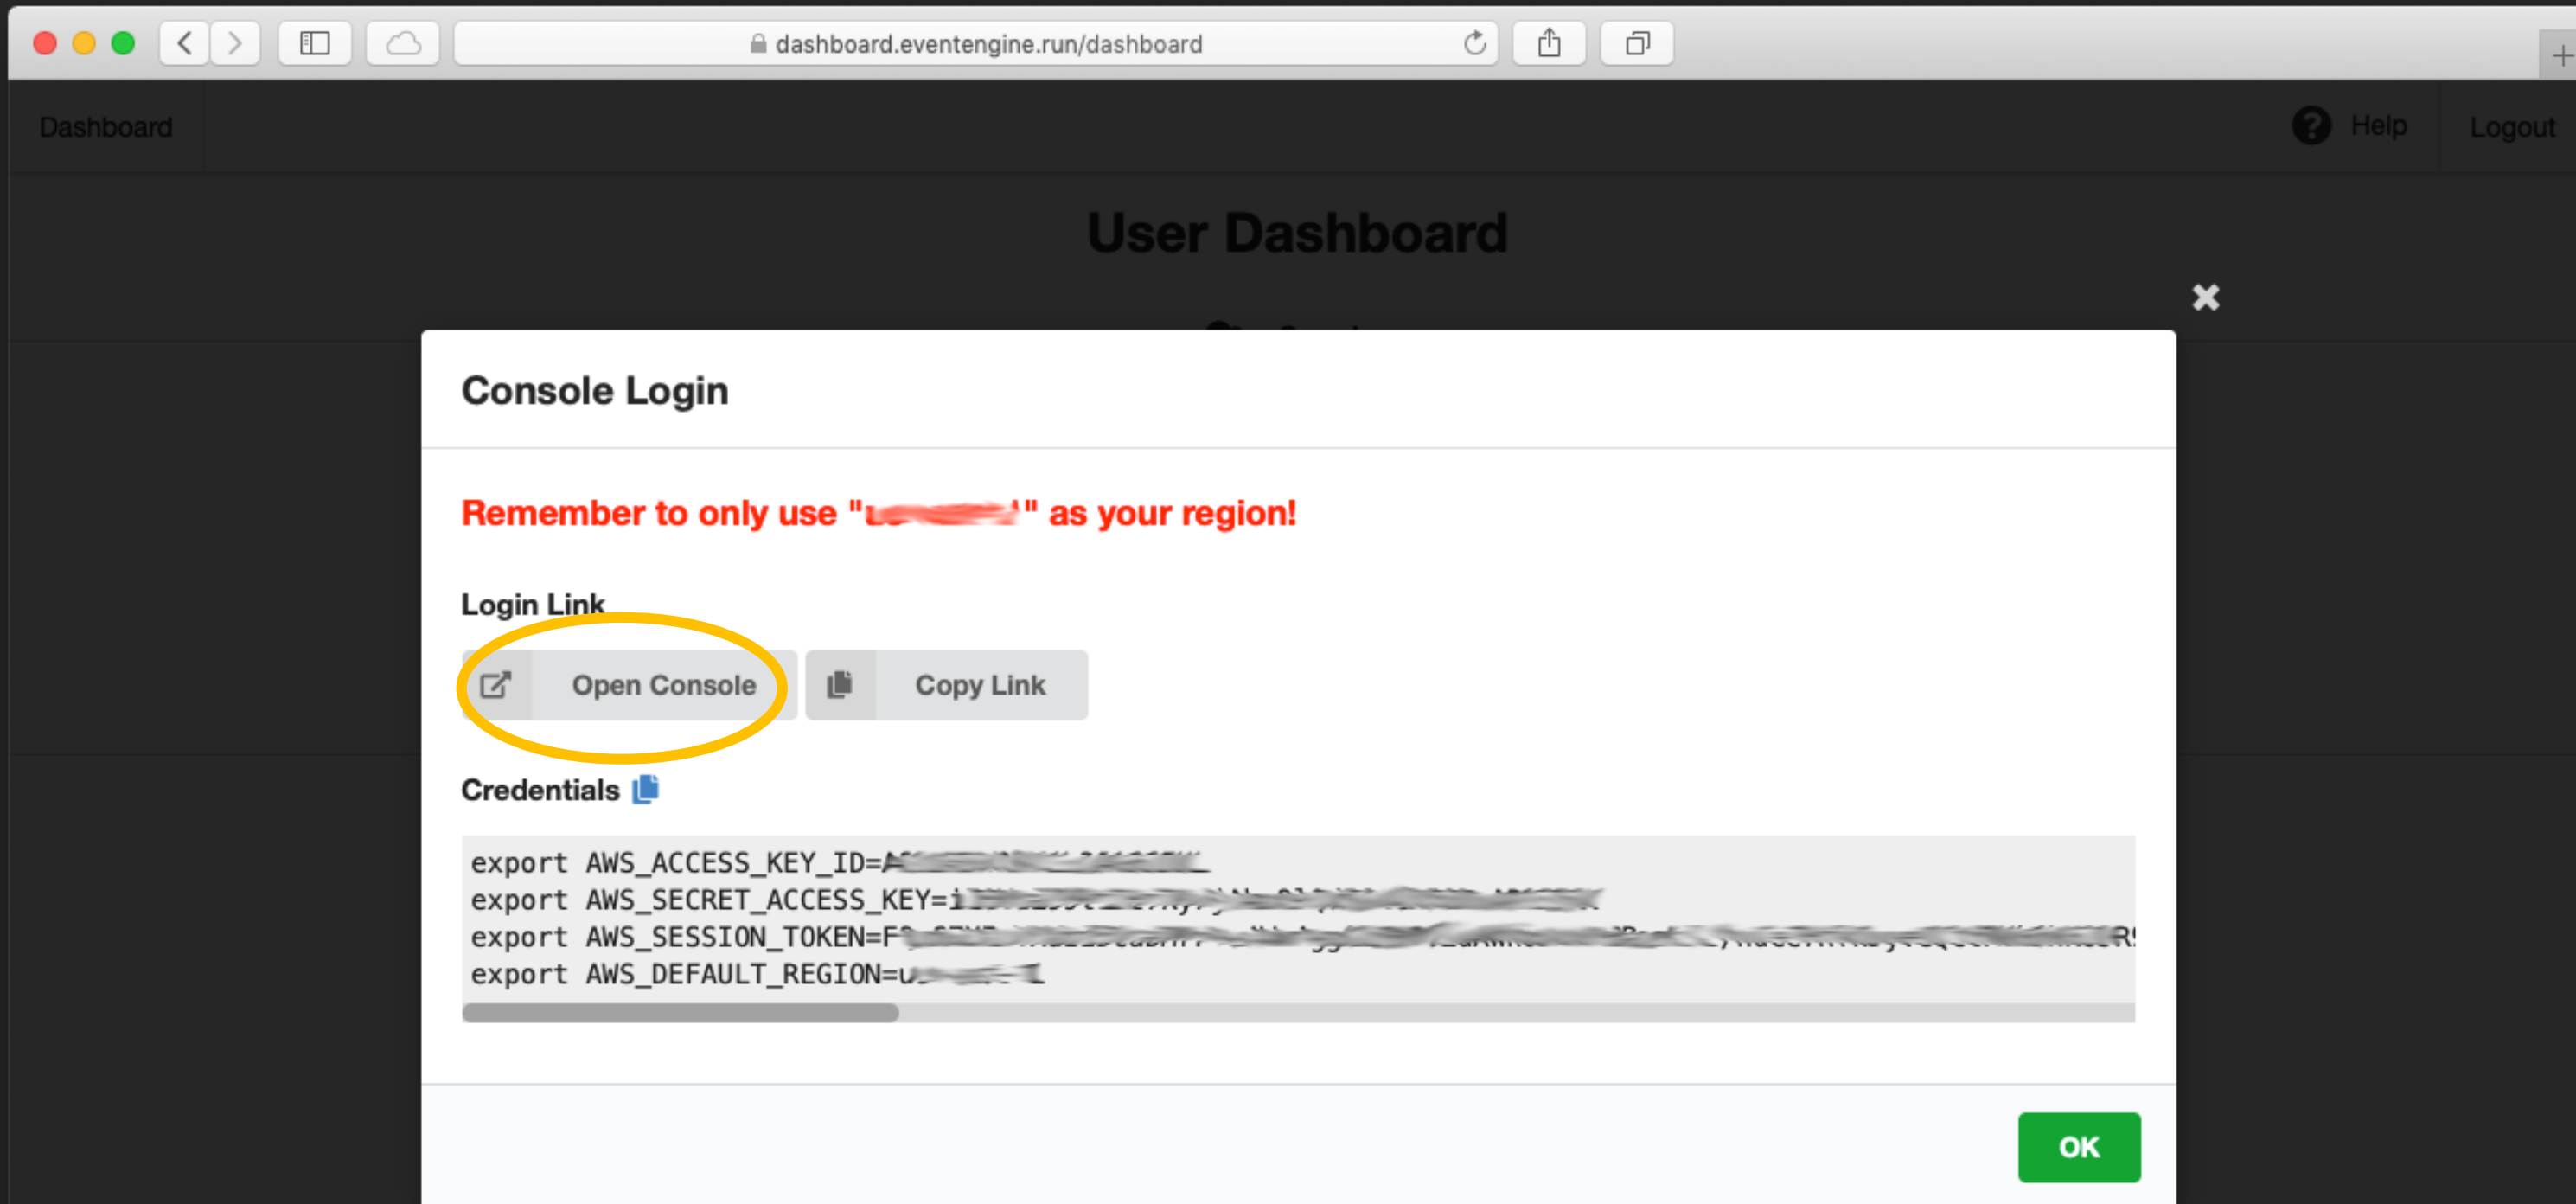 dashboard.eventengine.run/dashboard
Dashboard
Help
Logout
User Dashboard
Console Login
Remember to only use "" as your region!
Login Link
Open Console
Copy Link
Credentials
export AWS_ACCESS_KEY_ID=
export AWS_SECRET_ACCESS_KEY=
export AWS_SESSION_TOKEN=
export AWS_DEFAULT_REGION=
OK